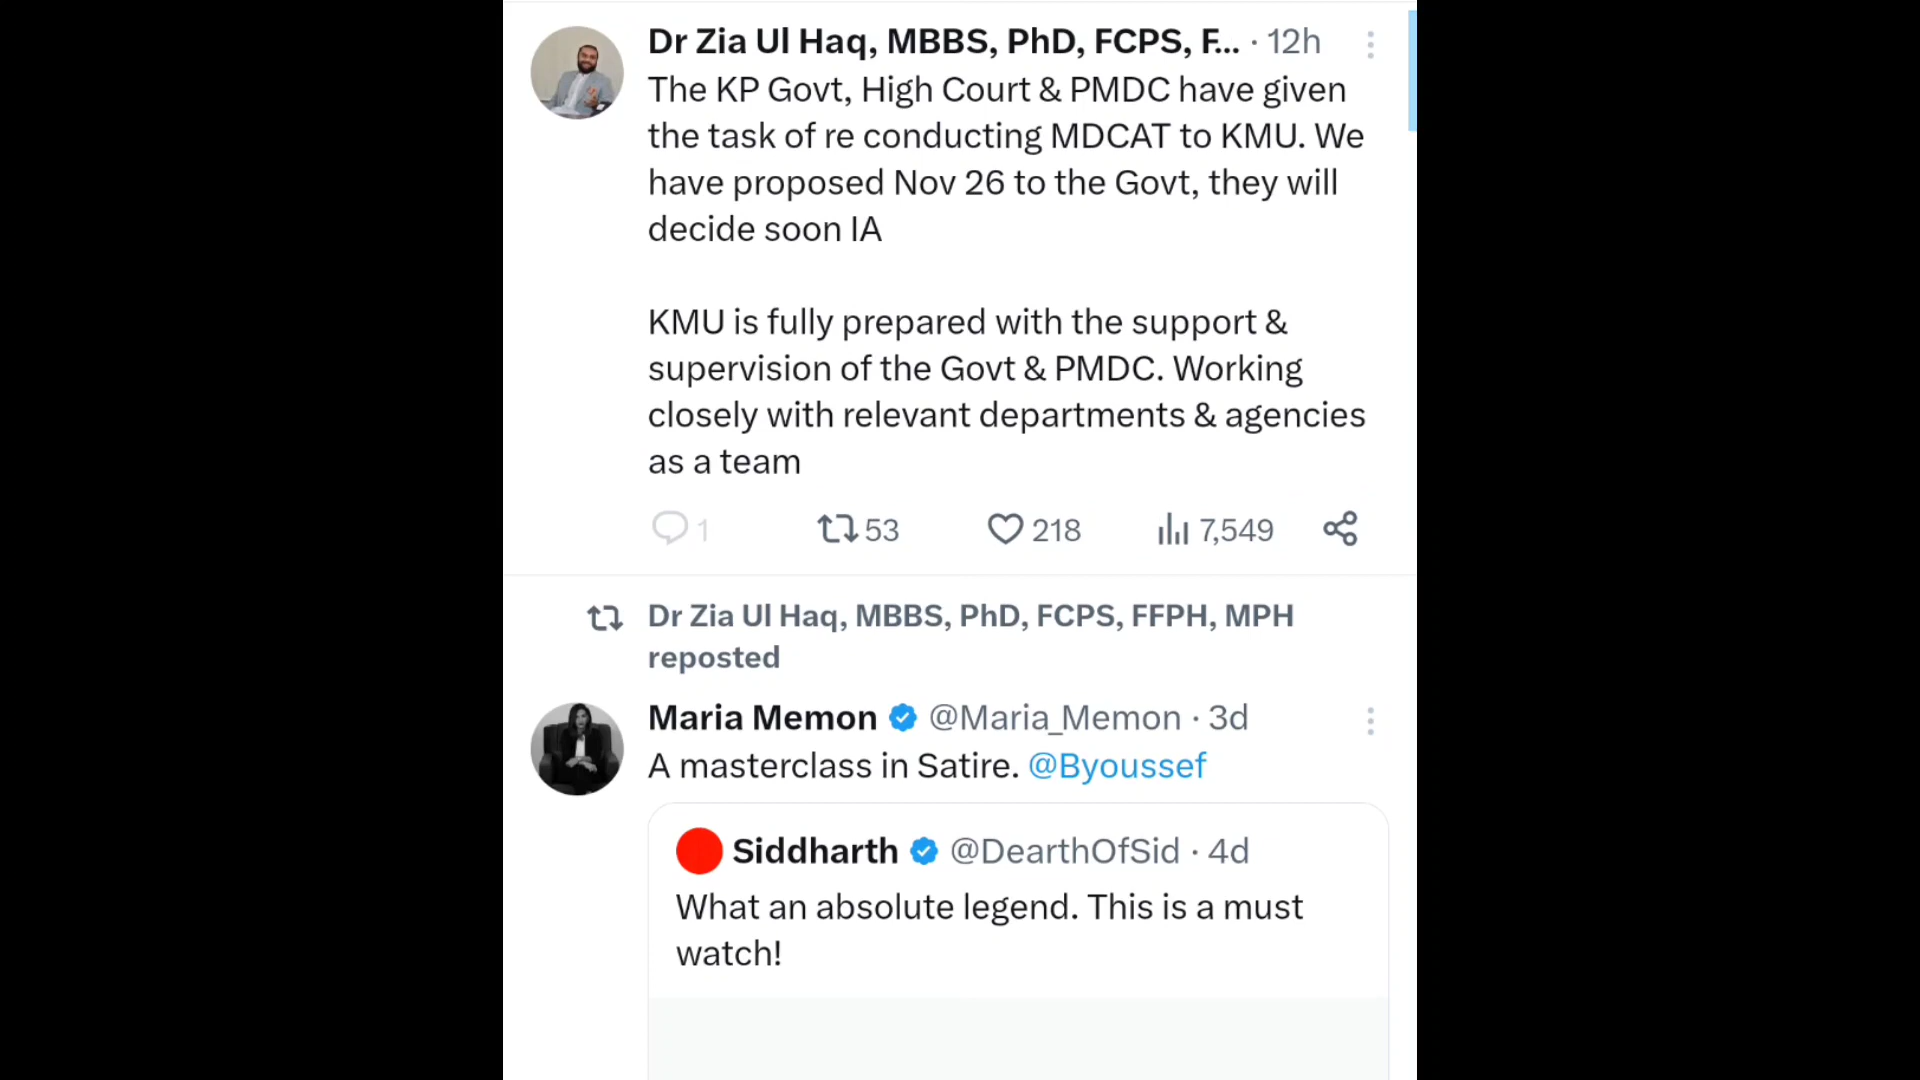 Dr Zia Ul Haq, MBBS, PhD, FCPS, F... · 12h
The KP Govt, High Court & PMDC have given
the task of re conducting MDCAT to KMU. We
have proposed Nov 26 to the Govt, they will
decide soon IA
KMU is fully prepared with the support &
supervision of the Govt & PMDC. Working
closely with relevant departments & agencies
as a team
1 53 218 7,549
Dr Zia Ul Haq, MBBS, PhD, FCPS, FFPH, MPH
reposted
Maria Memon @Maria_Memon · 3d
A masterclass in Satire. @Byoussef
Siddharth @DearthOfSid · 4d
What an absolute legend. This is a must
watch!